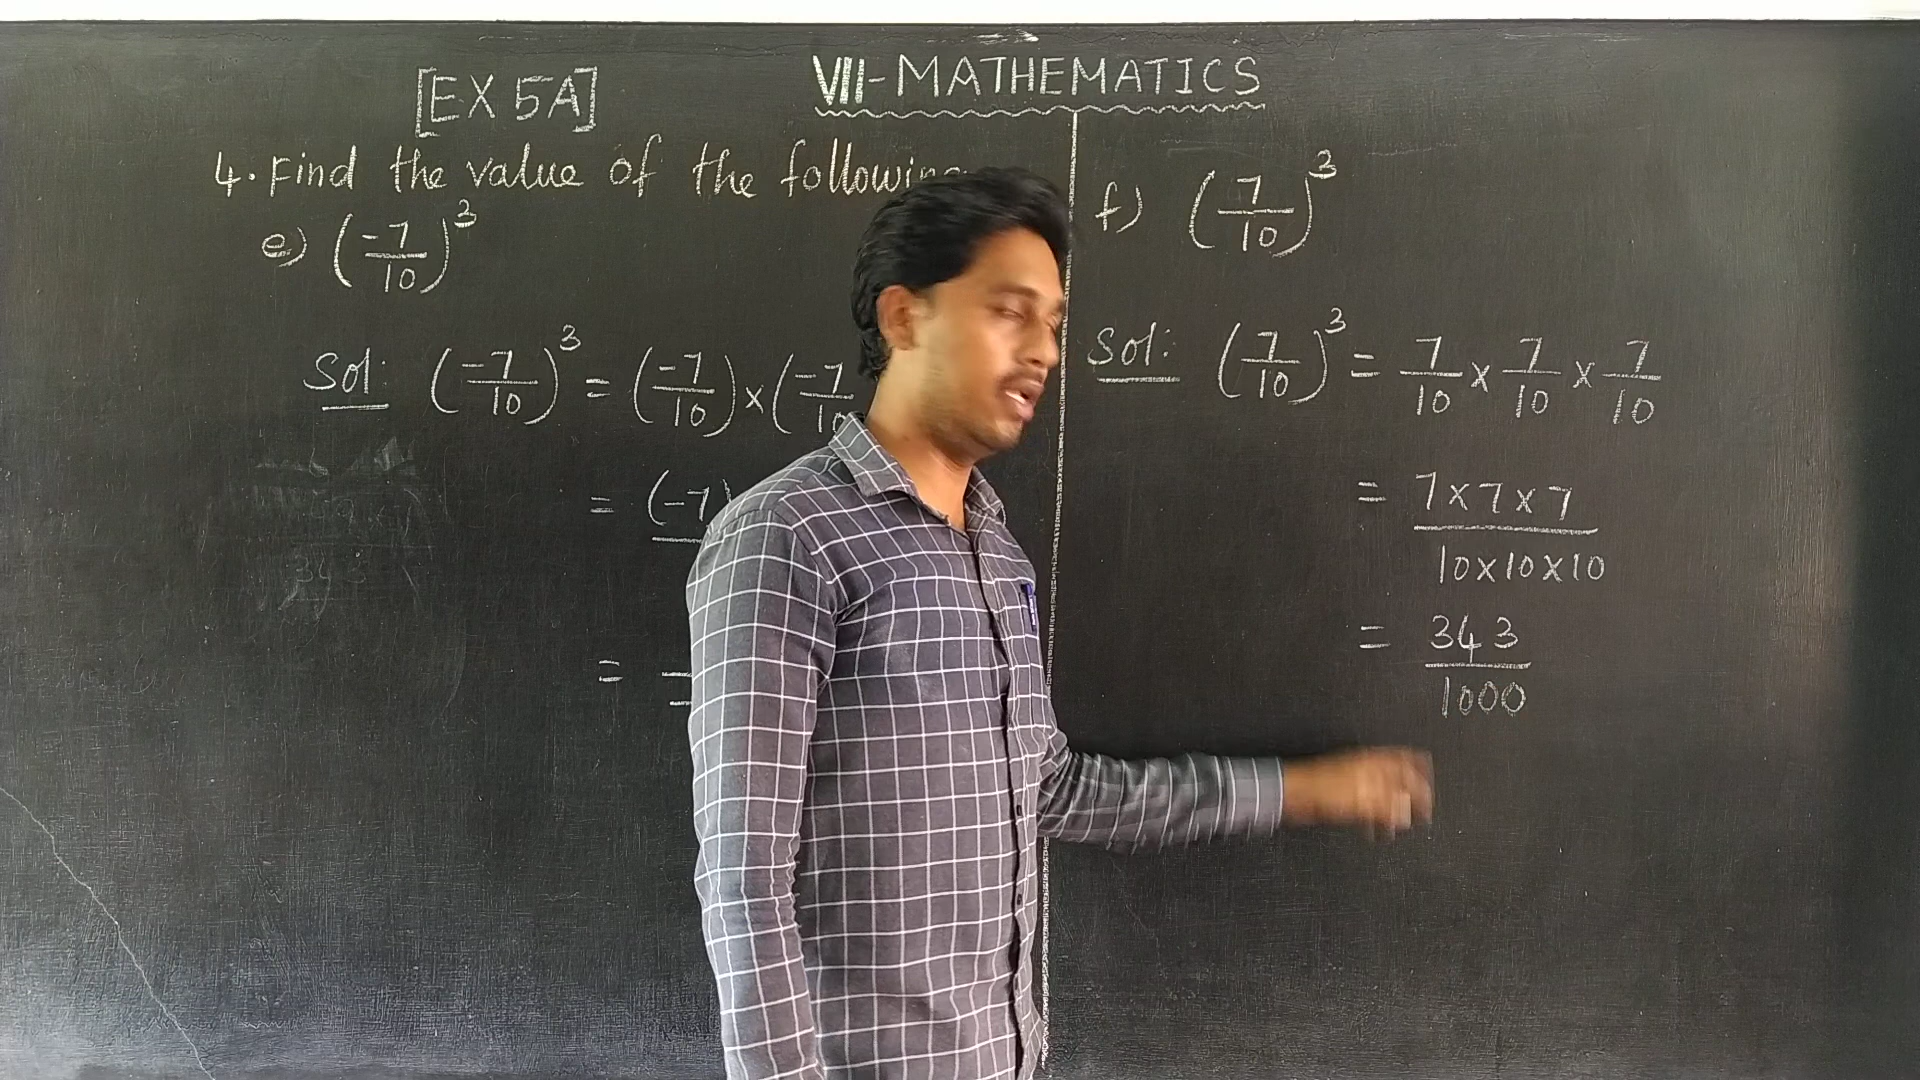 [EX 5A]
VII-MATHEMATICS
4. Find the value of the following
e) (-7/10)^3
Sol: (-7/10)^3 = (-7/10) × (-7/10
= (-7)
=
f) (7/10)^3
Sol: (7/10)^3 = 7/10 × 7/10 × 7/10
= 7×7×7
10×10×10
= 343
1000